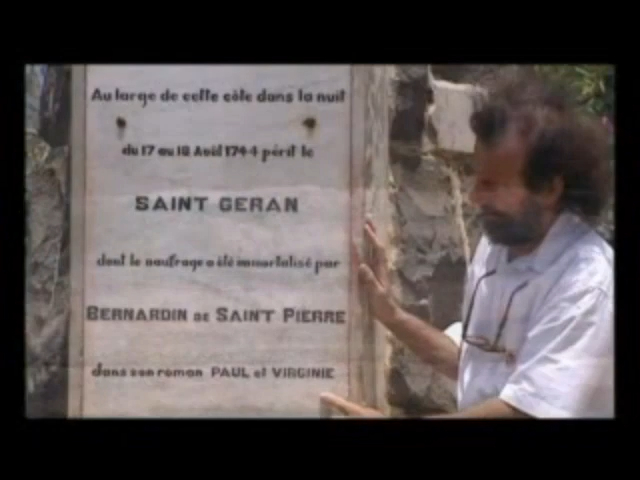 Au large de cette côte dans la nuit
du 17 au 18 Août 1744 périt le
SAINT GERAN
dont le naufrage a été immortalisé par
BERNARDIN DE SAINT PIERRE
dans son roman PAUL et VIRGINIE